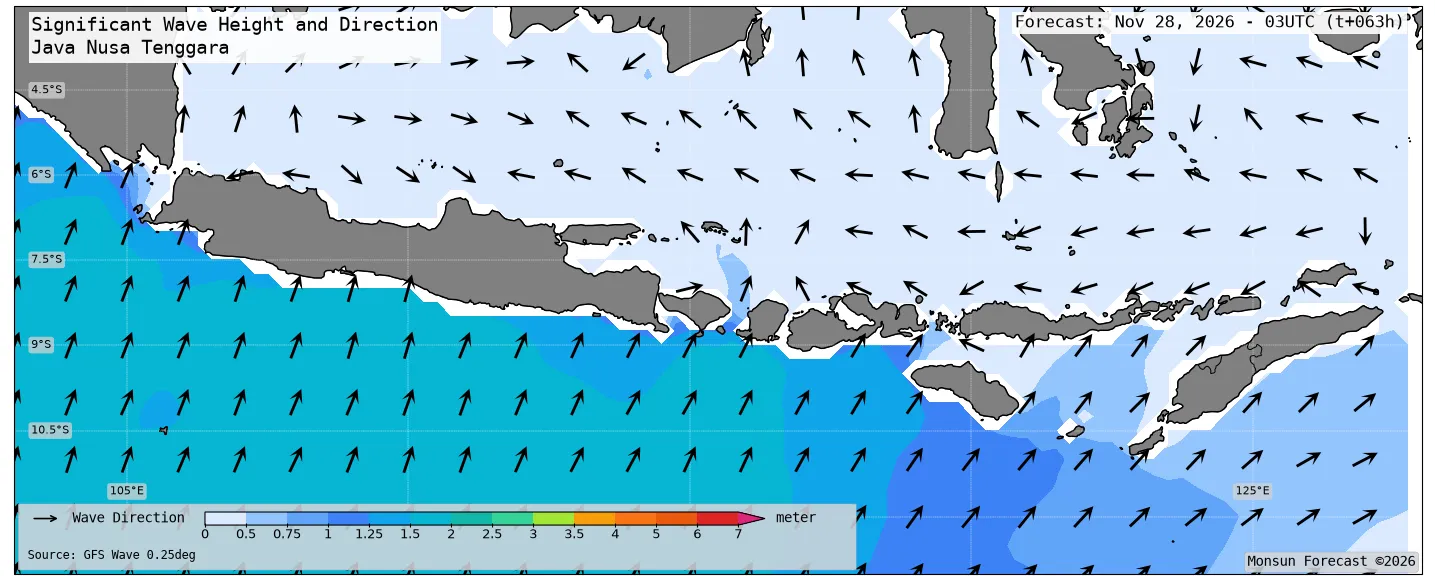 Significant Wave Height and Direction
Java Nusa Tenggara
Forecast: Nov 28, 2026 - 03UTC (t+063h)
4.5°S
6°S
7.5°S
9°S
10.5°S
105°E
125°E
Wave Direction
0 0.5 0.75 1 1.25 1.5 2 2.5 3 3.5 4 5 6 7
meter
Source: GFS Wave 0.25deg
Monsun Forecast ©2026